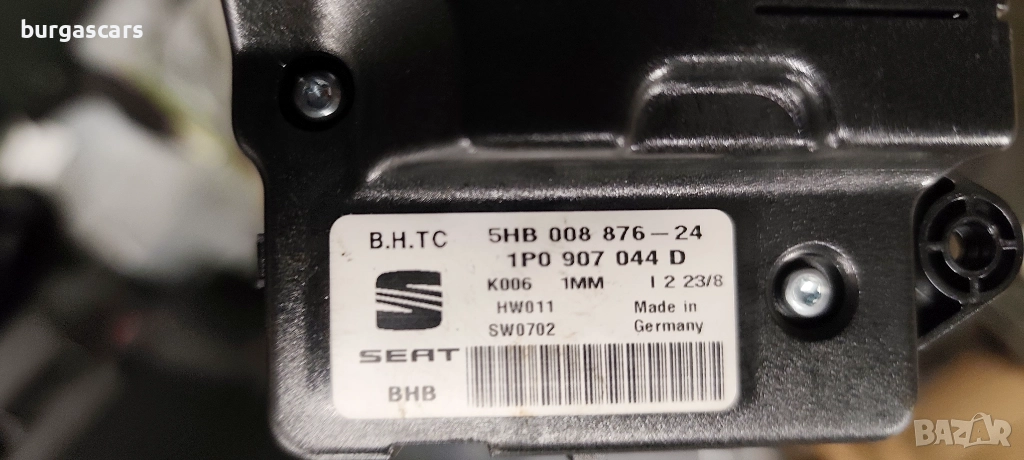 burgascars
B.H.TC 5HB 008 876-24
1P0 907 044 D
K006 1MM I 2 23/8
HW011 Made in
SW0702 Germany
SEAT
BHB
BAZAR